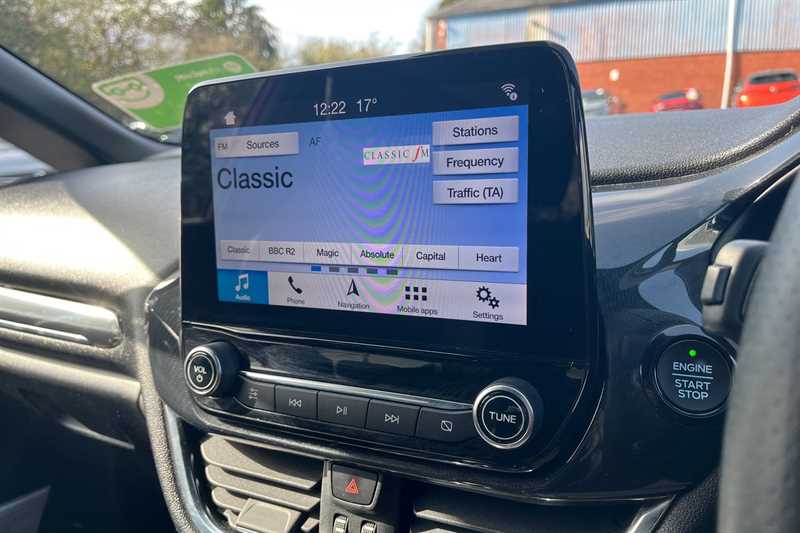 12:22 17°
FM Sources AF
CLASSIC fM
Stations
Frequency
Traffic (TA)
Classic
Classic BBC R2 Magic Absolute Capital Heart
Audio Phone Navigation Mobile apps Settings
VOL
TUNE
ENGINE
START
STOP